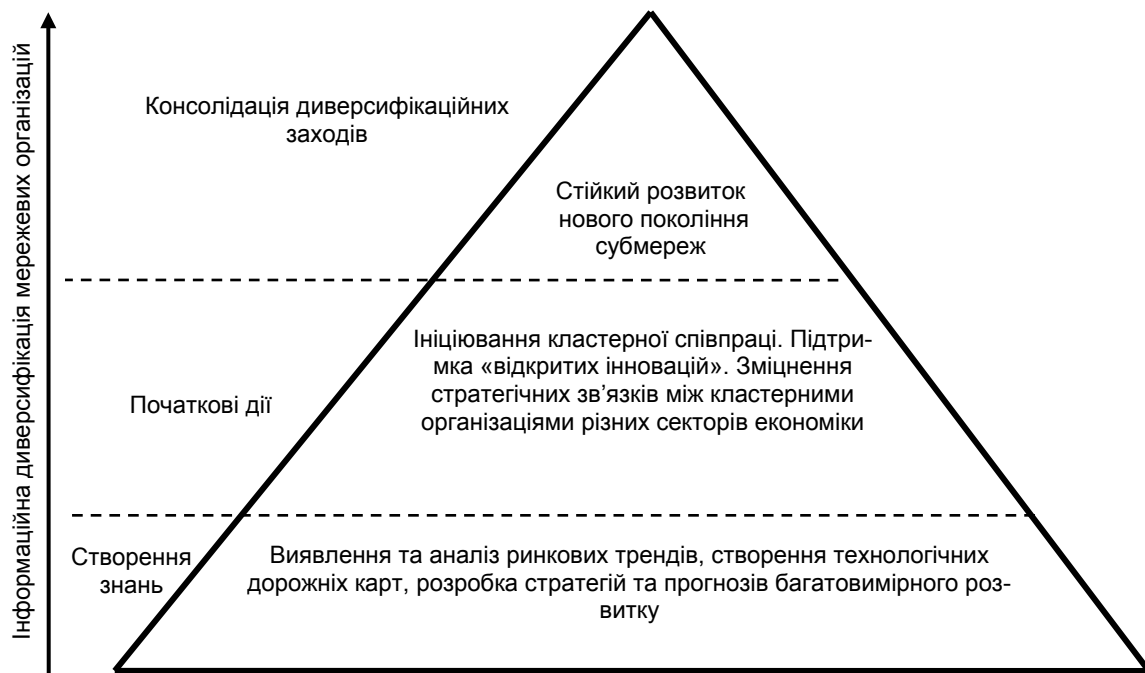 Інформаційна диверсифікація мережевих організацій
Консолідація диверсифікаційних
заходів
Стійкий розвиток
нового покоління
субмереж
Ініціювання кластерної співпраці. Підтри-
мка «відкритих інновацій». Зміцнення
стратегічних зв’язків між кластерними
організаціями різних секторів економіки
Початкові дії
Створення
знань
Виявлення та аналіз ринкових трендів, створення технологічних
дорожніх карт, розробка стратегій та прогнозів багатовимірного роз-
витку